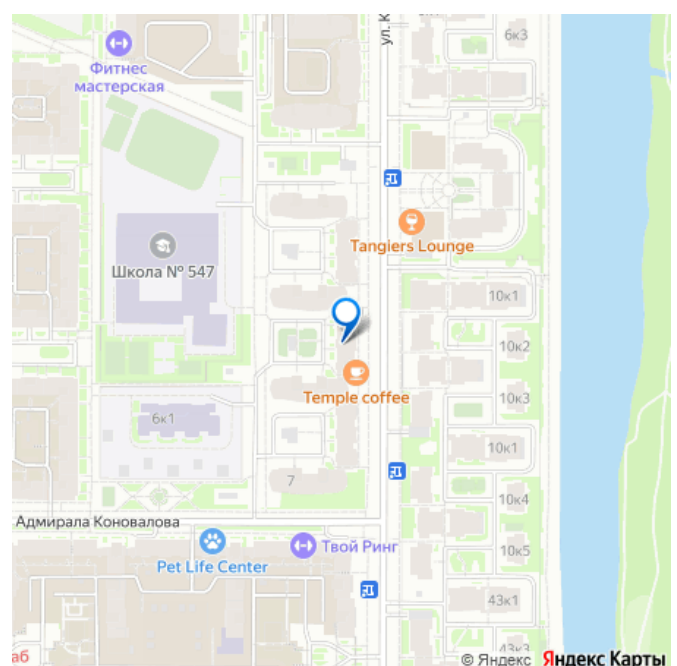 ул. К
6к3
Фитнес
мастерская
Tangiers Lounge
Школа № 547
10к1
10к2
Temple coffee
10к3
6к1
10к1
7
10к4
Адмирала Коновалова
Твой Ринг
10к5
Pet Life Center
43к1
43к3
аб
© Яндекс Яндекс Карты